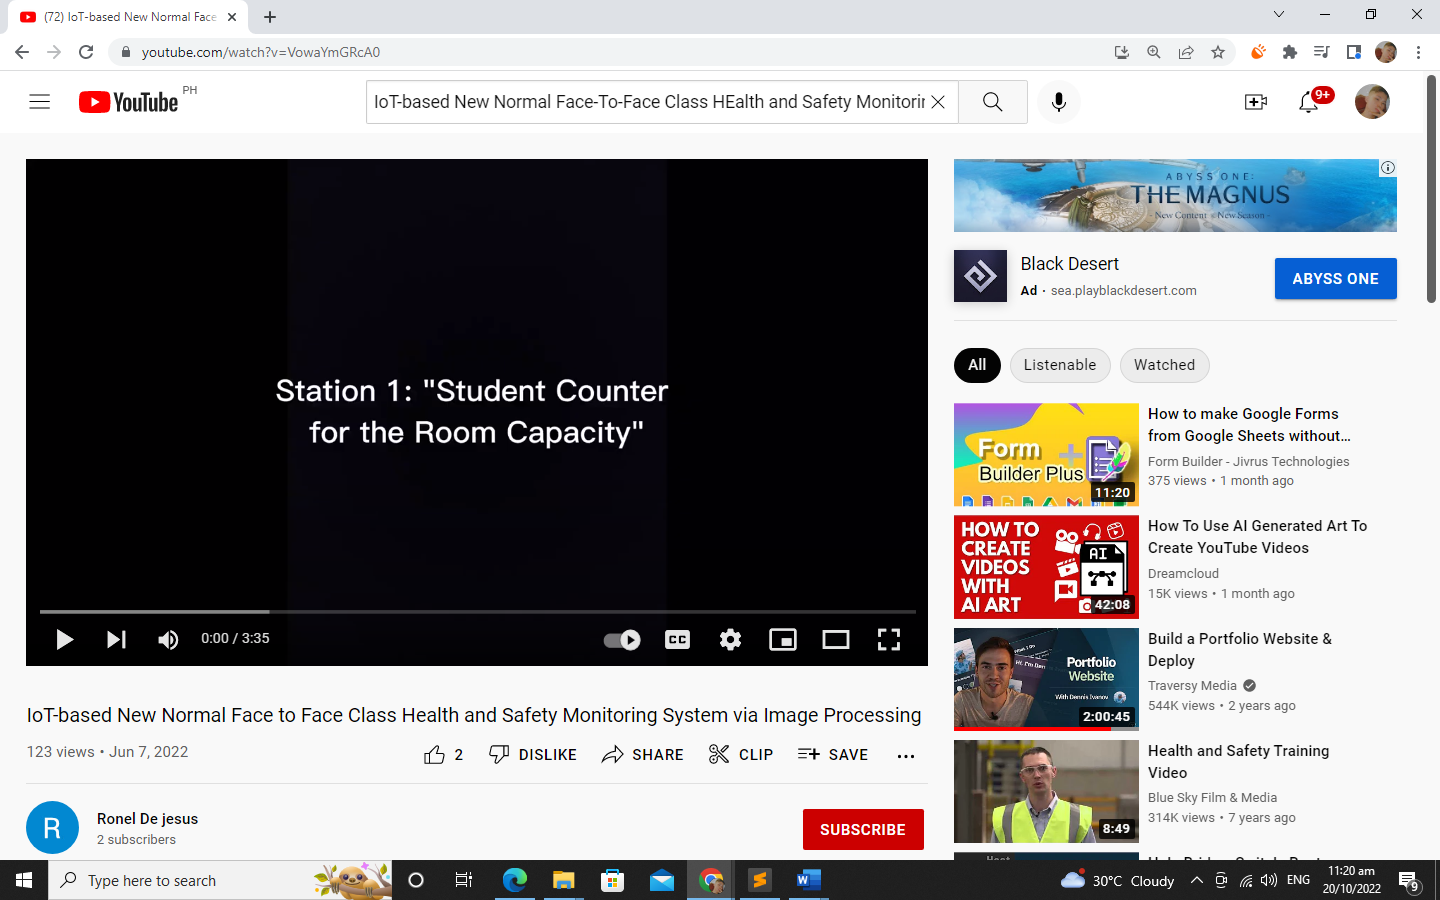 (72) IoT-based New Normal Face
youtube.com/watch?v=VowaYmGRcA0
YouTube PH
IoT-based New Normal Face-To-Face Class HEalth and Safety Monitorin
9+
Station 1: "Student Counter
for the Room Capacity"
0:00 / 3:35
CC
IoT-based New Normal Face to Face Class Health and Safety Monitoring System via Image Processing
123 views • Jun 7, 2022
2 DISLIKE SHARE CLIP SAVE
R
Ronel De jesus
2 subscribers
SUBSCRIBE
ABYSS ONE:
THE MAGNUS
- New Content & New Season -
Black Desert
Ad · sea.playblackdesert.com
ABYSS ONE
All Listenable Watched
Form
Builder Plus
11:20
How to make Google Forms
from Google Sheets without...
Form Builder - Jivrus Technologies
375 views • 1 month ago
HOW TO
CREATE
VIDEOS
WITH
AI ART
AI
42:08
How To Use AI Generated Art To
Create YouTube Videos
Dreamcloud
15K views • 1 month ago
Hi, I'm Den
Portfolio
Website
With Dennis Ivanov
2:00:45
Build a Portfolio Website &
Deploy
Traversy Media
544K views • 2 years ago
8:49
Health and Safety Training
Video
Blue Sky Film & Media
314K views • 7 years ago
Type here to search
30°C Cloudy
ENG
11:20 am
20/10/2022
9